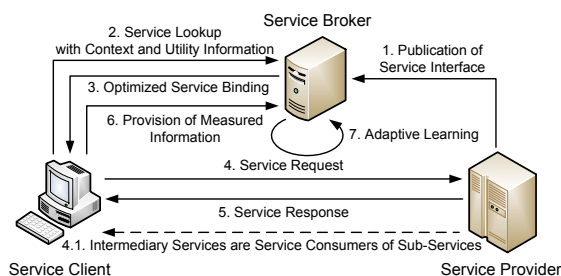 2. Service Lookup
with Context and Utility Information
Service Broker
1. Publication of
Service Interface
3. Optimized Service Binding
6. Provision of Measured
Information
7. Adaptive Learning
4. Service Request
5. Service Response
4.1. Intermediary Services are Service Consumers of Sub-Services
Service Client
Service Provider